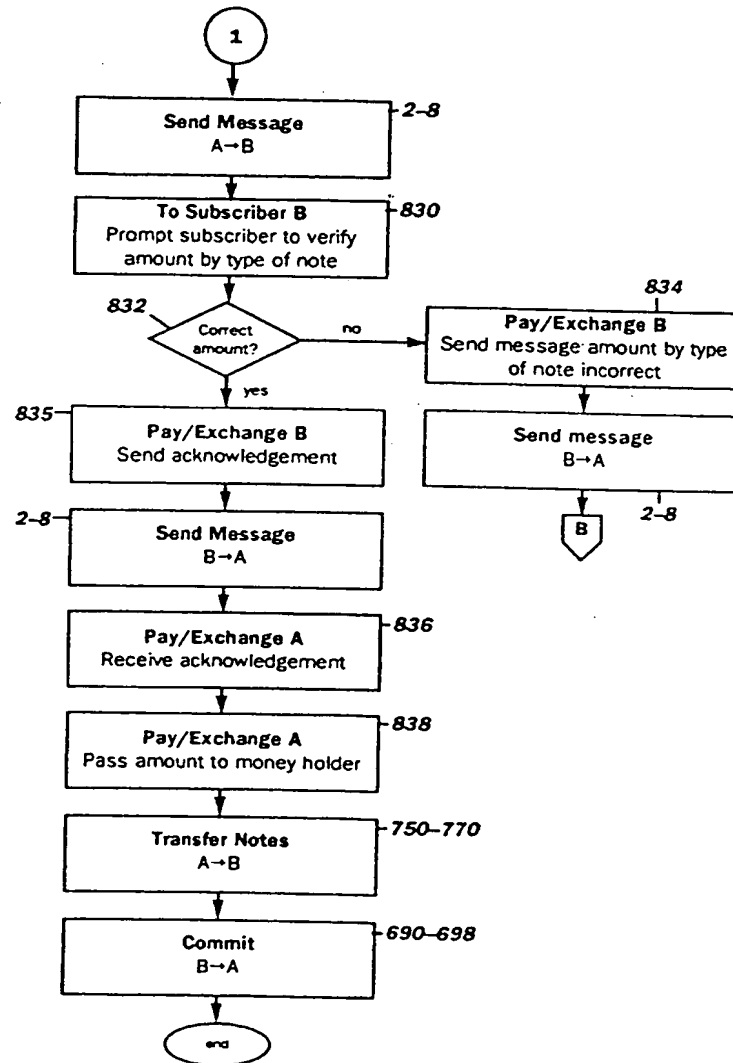 1
2-8
Send Message
A→B
830
To Subscriber B
Prompt subscriber to verify
amount by type of note
832
Correct
amount?
no
yes
834
Pay/Exchange B
Send message amount by type
of note incorrect
Send message
B→A
2-8
B
835
Pay/Exchange B
Send acknowledgement
2-8
Send Message
B→A
836
Pay/Exchange A
Receive acknowledgement
838
Pay/Exchange A
Pass amount to money holder
750-770
Transfer Notes
A→B
690-698
Commit
B→A
end